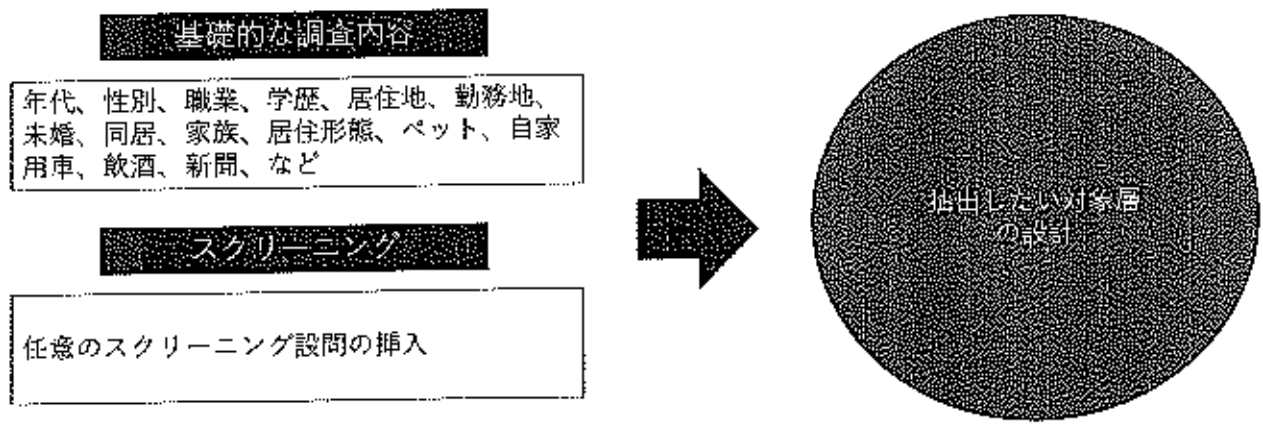 基礎的な調査内容
年代、性別、職業、学歴、居住地、勤務地、
未婚、同居、家族、居住形態、ペット、自家
用車、飲酒、新聞、など
スクリーニング
任意のスクリーニング設問の挿入
抽出したい対象層
の設計